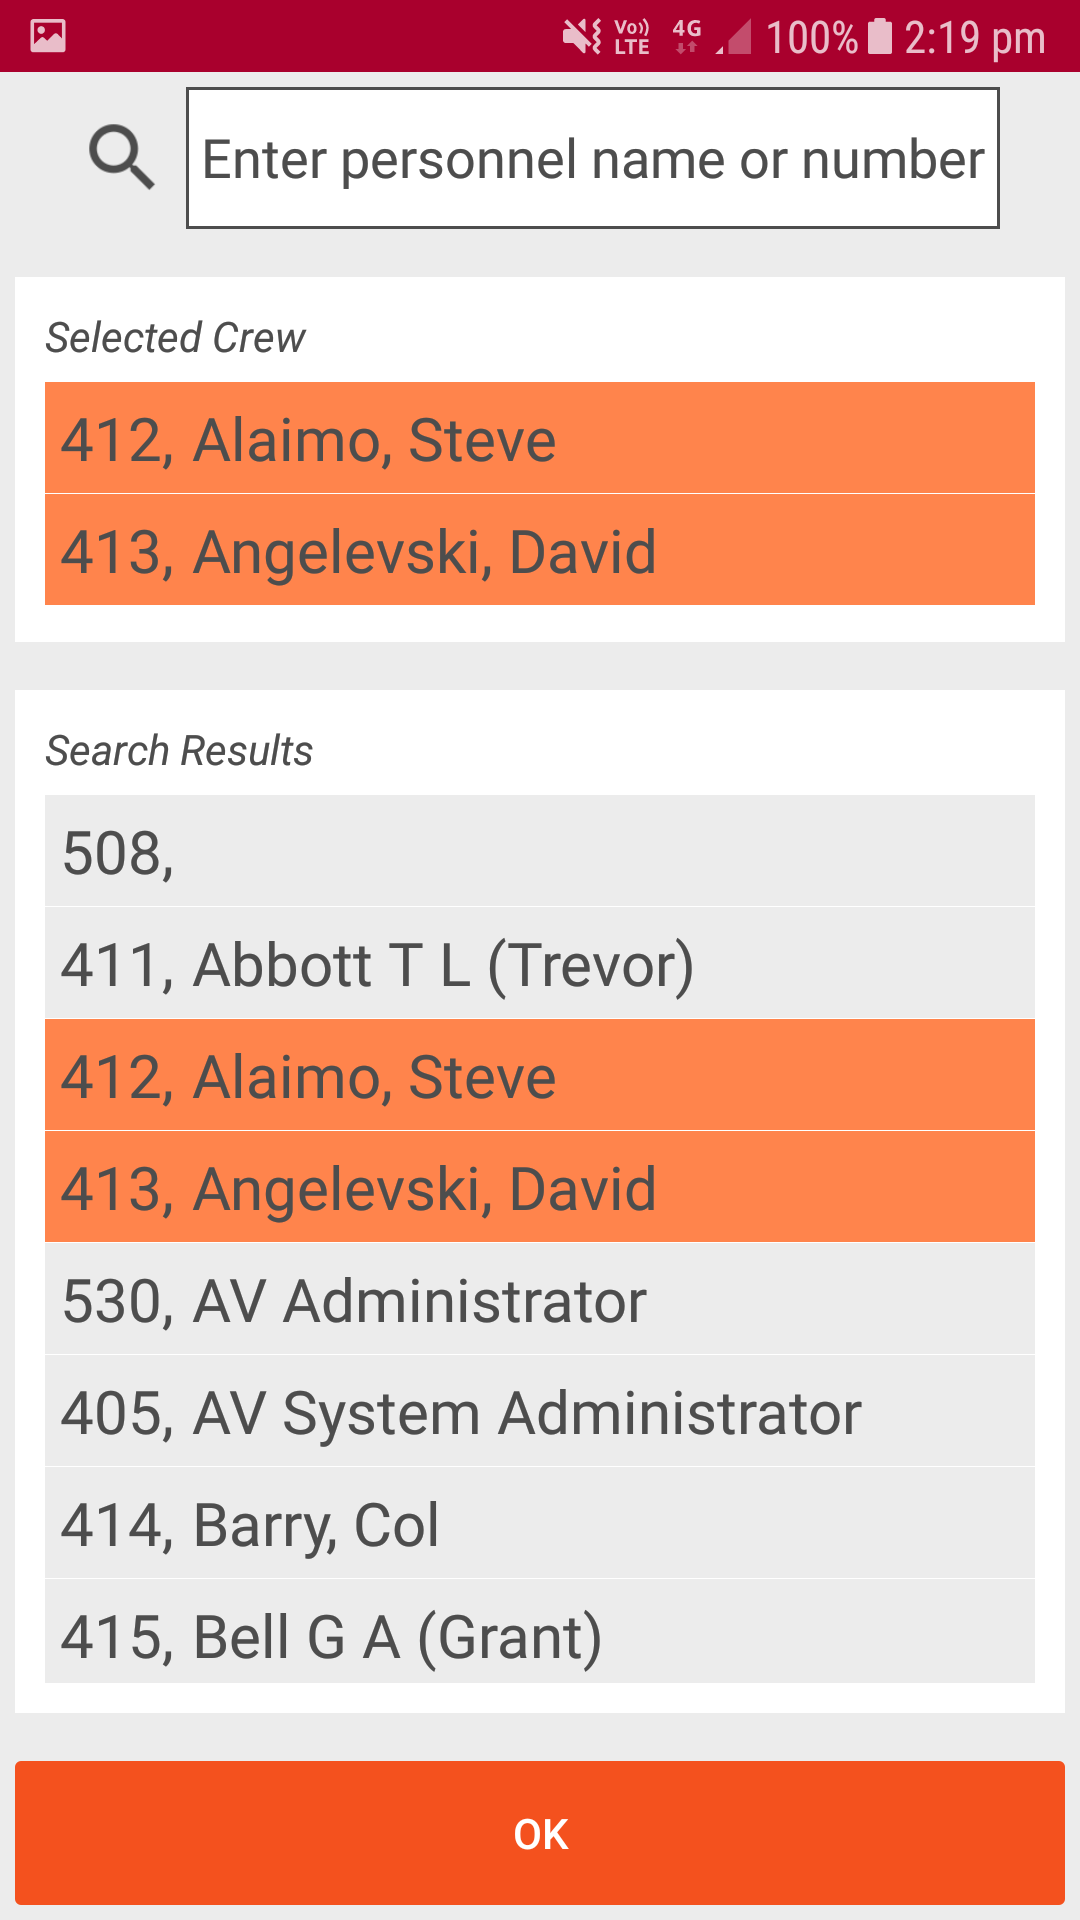 Vo)) LTE 4G 100% 2:19 pm
Enter personnel name or number
Selected Crew
412, Alaimo, Steve
413, Angelevski, David
Search Results
508,
411, Abbott T L (Trevor)
412, Alaimo, Steve
413, Angelevski, David
530, AV Administrator
405, AV System Administrator
414, Barry, Col
415, Bell G A (Grant)
OK